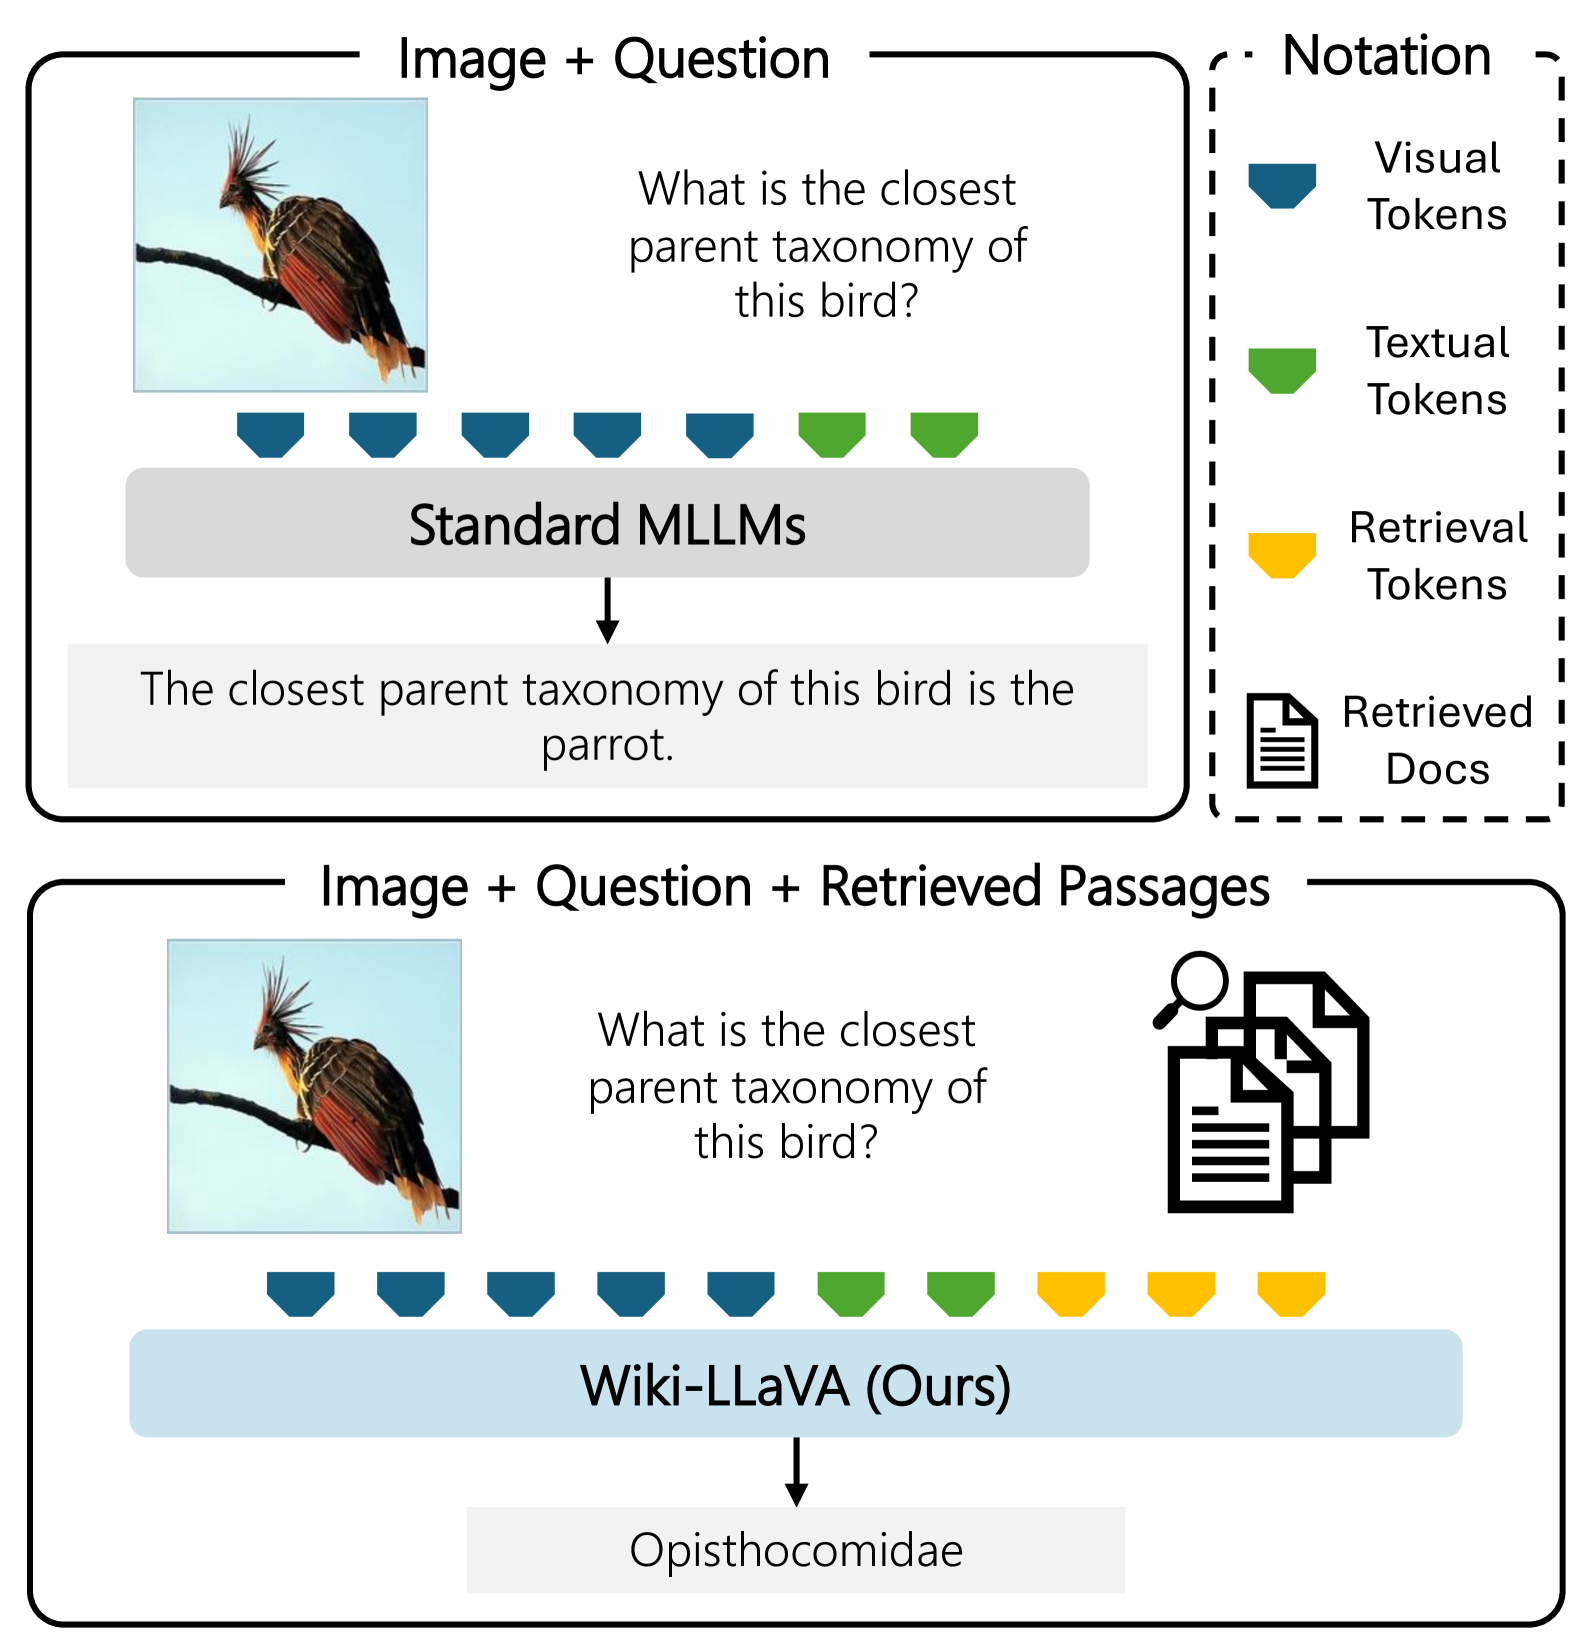 Image + Question
What is the closest
parent taxonomy of
this bird?
Standard MLLMs
The closest parent taxonomy of this bird is the
parrot.
Notation
Visual
Tokens
Textual
Tokens
Retrieval
Tokens
Retrieved
Docs
Image + Question + Retrieved Passages
What is the closest
parent taxonomy of
this bird?
Wiki-LLaVA (Ours)
Opisthocomidae